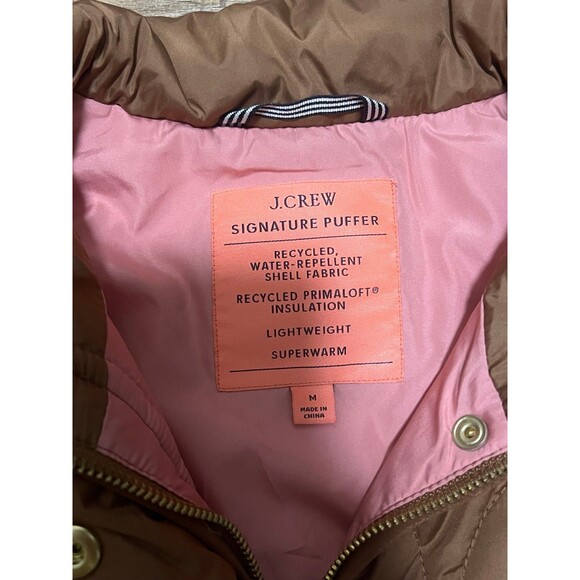 J.CREW
SIGNATURE PUFFER
RECYCLED,
WATER-REPELLENT
SHELL FABRIC
RECYCLED PRIMALOFT®
INSULATION
LIGHTWEIGHT
SUPERWARM
M
MADE IN
CHINA